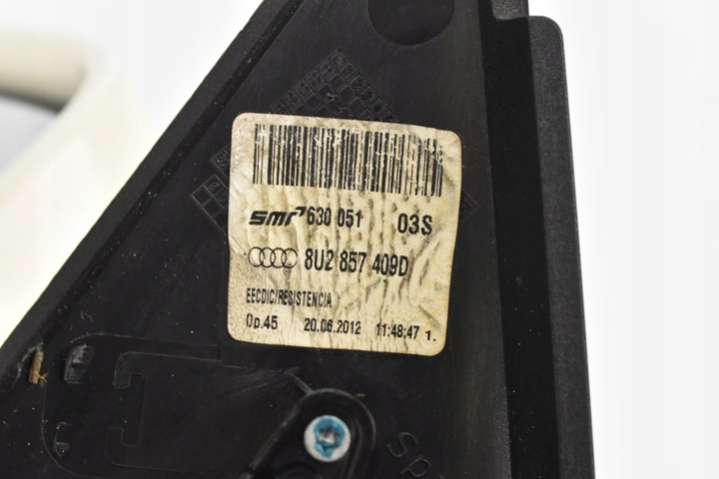 SMR 630 051 03S
8U2 857 409D
EECDIC/RESISTENCIA
Op.45 20.06.2012 11:48:47 1.